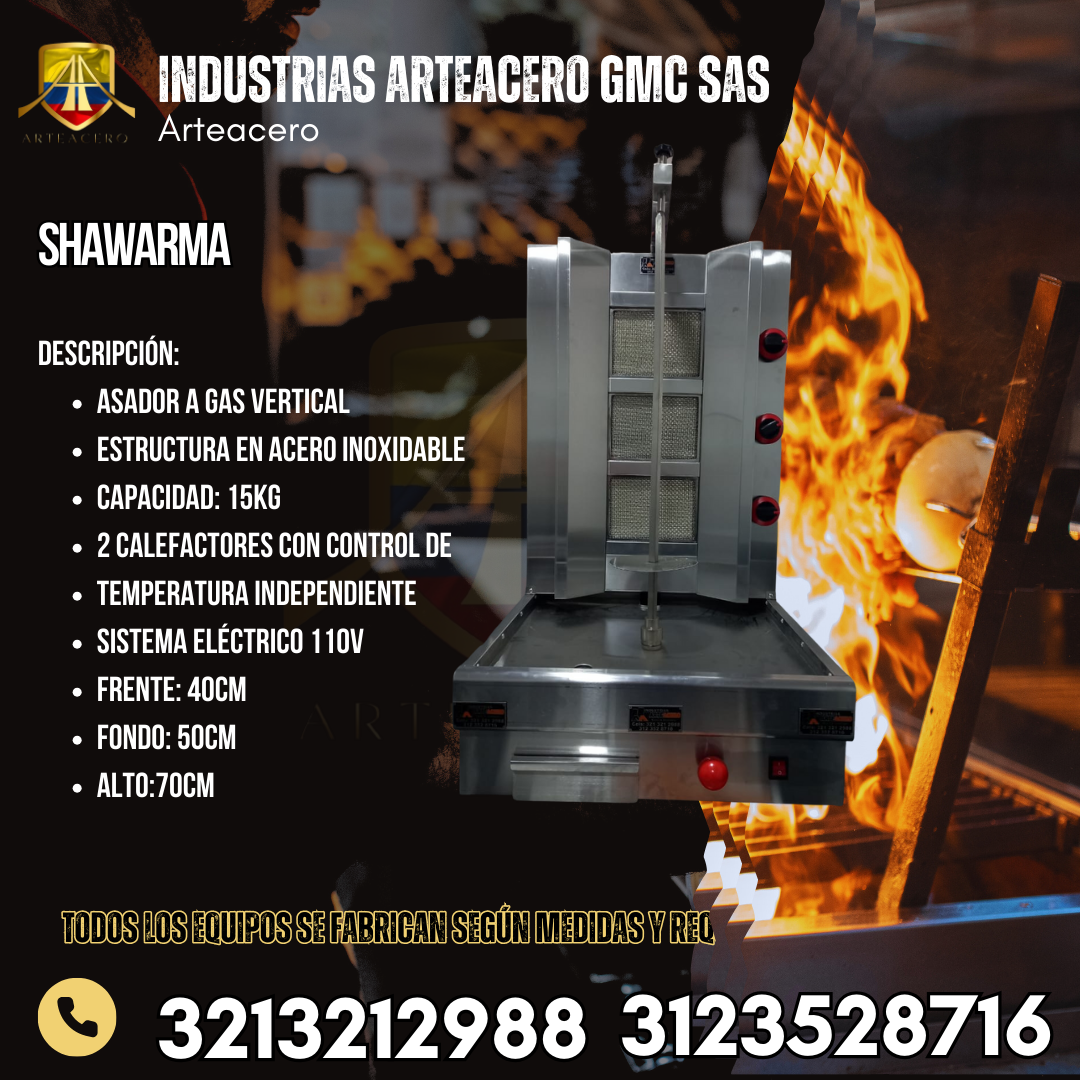 INDUSTRIAS ARTEACERO GMC SAS
Arteacero
ARTEACERO
SHAWARMA
DESCRIPCIÓN:
• ASADOR A GAS VERTICAL
• ESTRUCTURA EN ACERO INOXIDABLE
• CAPACIDAD: 15KG
• 2 CALEFACTORES CON CONTROL DE
• TEMPERATURA INDEPENDIENTE
• SISTEMA ELÉCTRICO 110V
• FRENTE: 40CM
• FONDO: 50CM
• ALTO:70CM
ART
TODOS LOS EQUIPOS SE FABRICAN SEGÚN MEDIDAS Y REQ
3213212988 3123528716